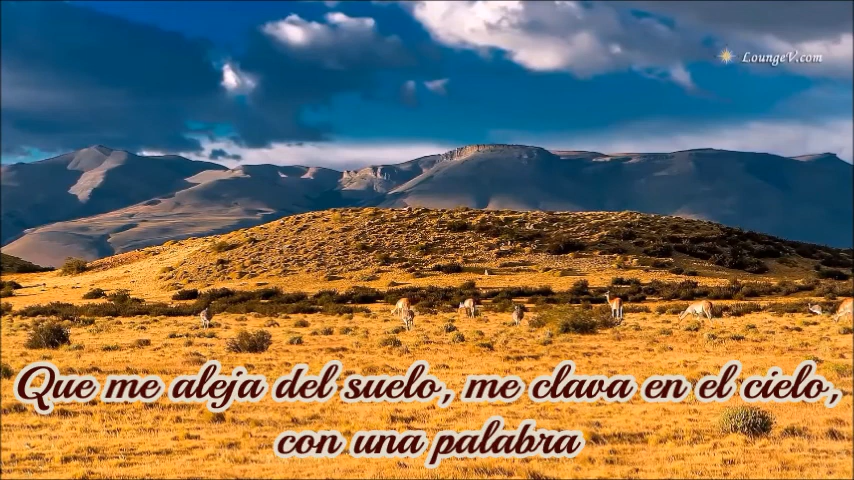 LoungeV.com
Que me aleja del suelo, me clava en el cielo,
con una palabra